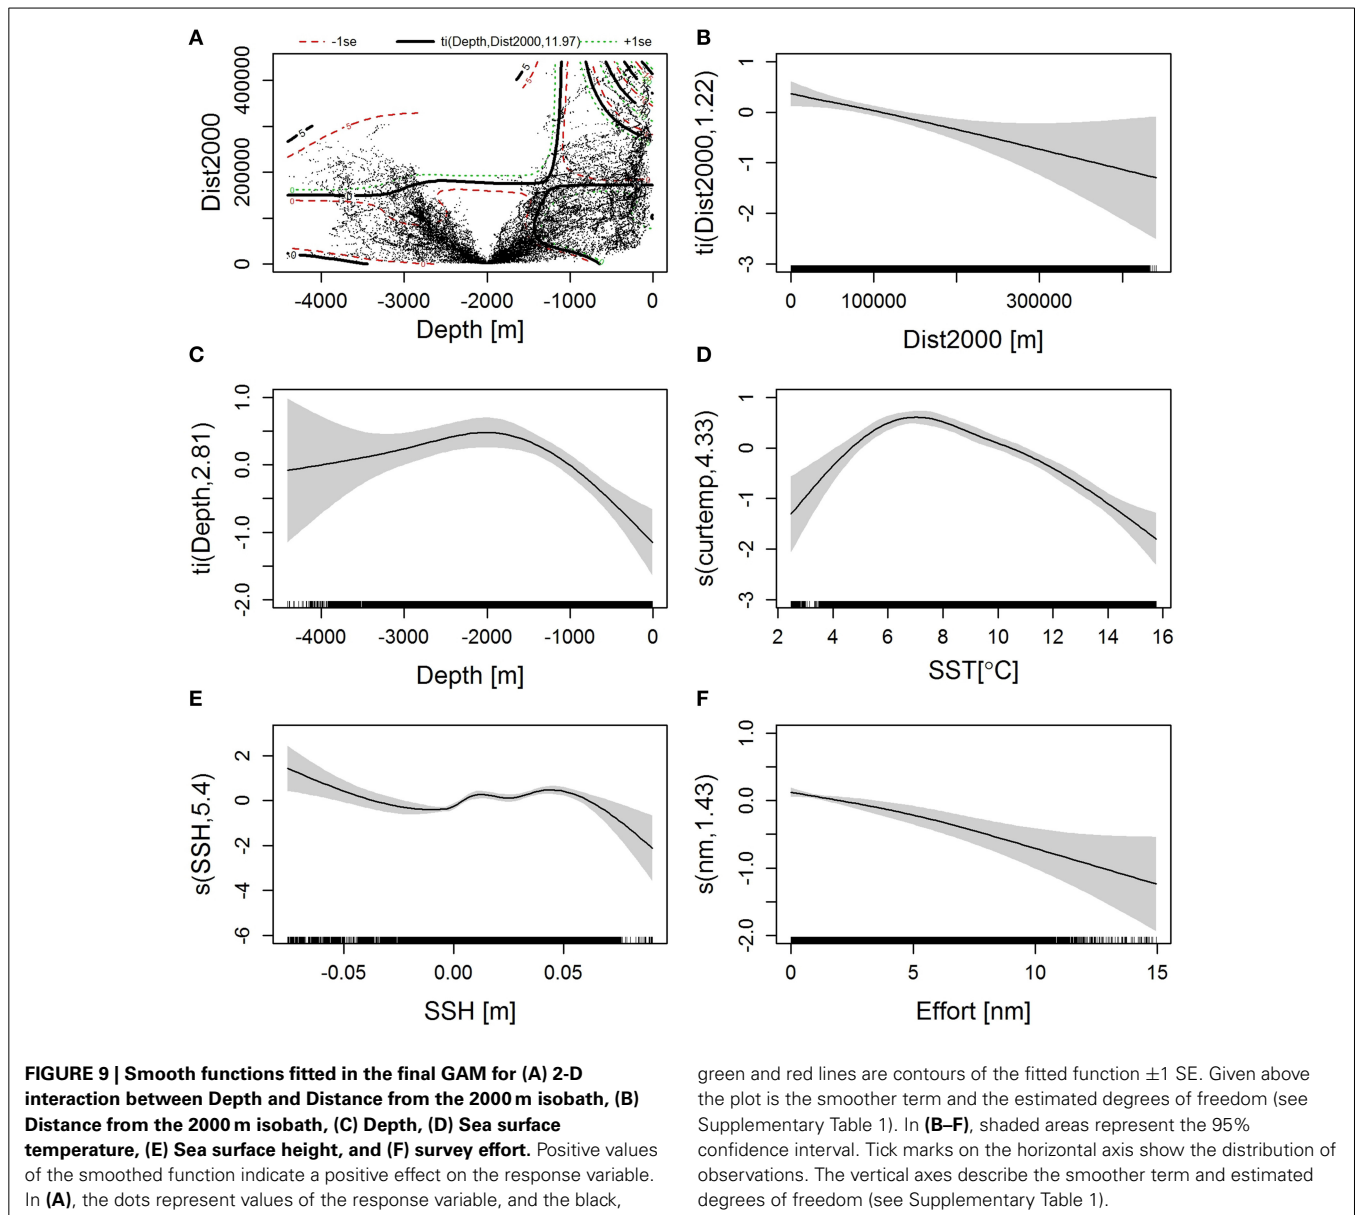 A
-1se ti(Depth,Dist2000,11.97) +1se
Dist2000
400000
200000
0
-4000 -3000 -2000 -1000 0
Depth [m]
B
ti(Dist2000,1.22)
1
0
-1
-2
-3
0 100000 300000
Dist2000 [m]
C
ti(Depth,2.81)
1.0
0.0
-1.0
-2.0
-4000 -3000 -2000 -1000 0
Depth [m]
D
s(curtemp,4.33)
1
0
-1
-2
-3
2 4 6 8 10 12 14 16
SST[°C]
E
s(SSH,5.4)
2
0
-2
-4
-6
-0.05 0.00 0.05
SSH [m]
F
s(nm,1.43)
1.0
0.0
-1.0
-2.0
0 5 10 15
Effort [nm]
FIGURE 9 | Smooth functions fitted in the final GAM for (A) 2-D
interaction between Depth and Distance from the 2000 m isobath, (B)
Distance from the 2000 m isobath, (C) Depth, (D) Sea surface
temperature, (E) Sea surface height, and (F) survey effort. Positive values
of the smoothed function indicate a positive effect on the response variable.
In (A), the dots represent values of the response variable, and the black,
green and red lines are contours of the fitted function ±1 SE. Given above
the plot is the smoother term and the estimated degrees of freedom (see
Supplementary Table 1). In (B–F), shaded areas represent the 95%
confidence interval. Tick marks on the horizontal axis show the distribution of
observations. The vertical axes describe the smoother term and estimated
degrees of freedom (see Supplementary Table 1).